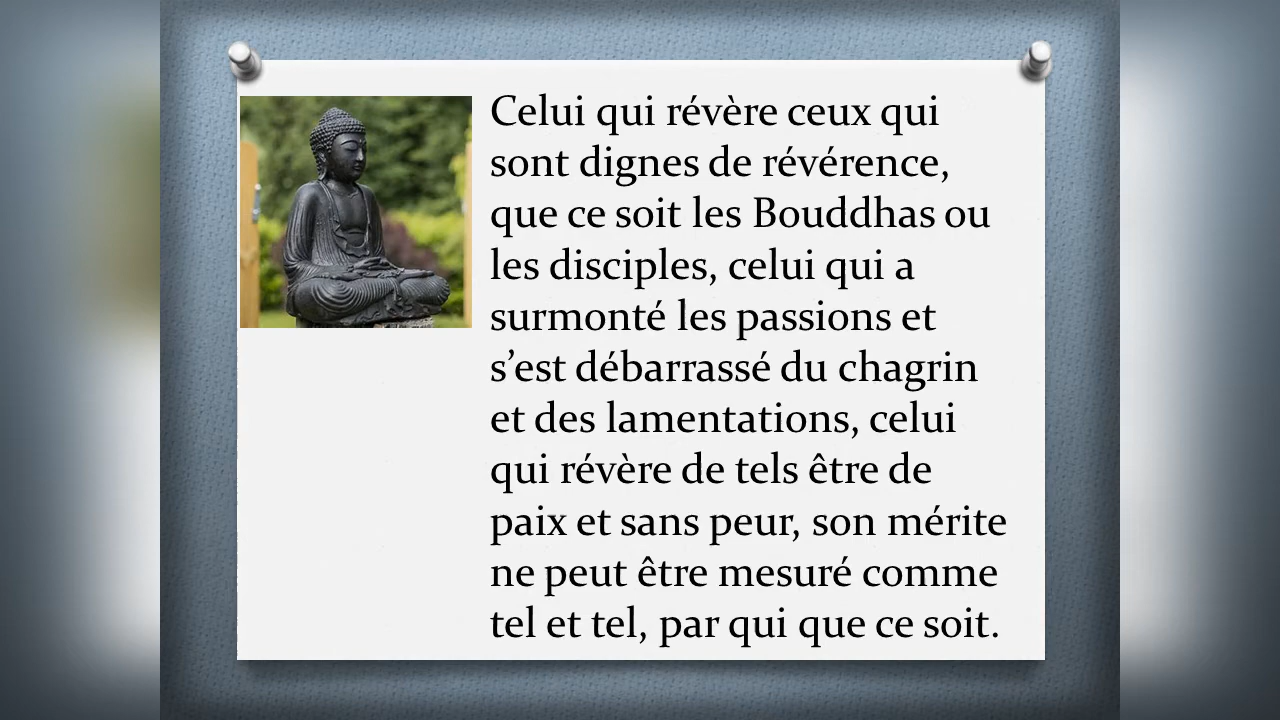 Celui qui révère ceux qui
sont dignes de révérence,
que ce soit les Bouddhas ou
les disciples, celui qui a
surmonté les passions et
s’est débarrassé du chagrin
et des lamentations, celui
qui révère de tels être de
paix et sans peur, son mérite
ne peut être mesuré comme
tel et tel, par qui que ce soit.